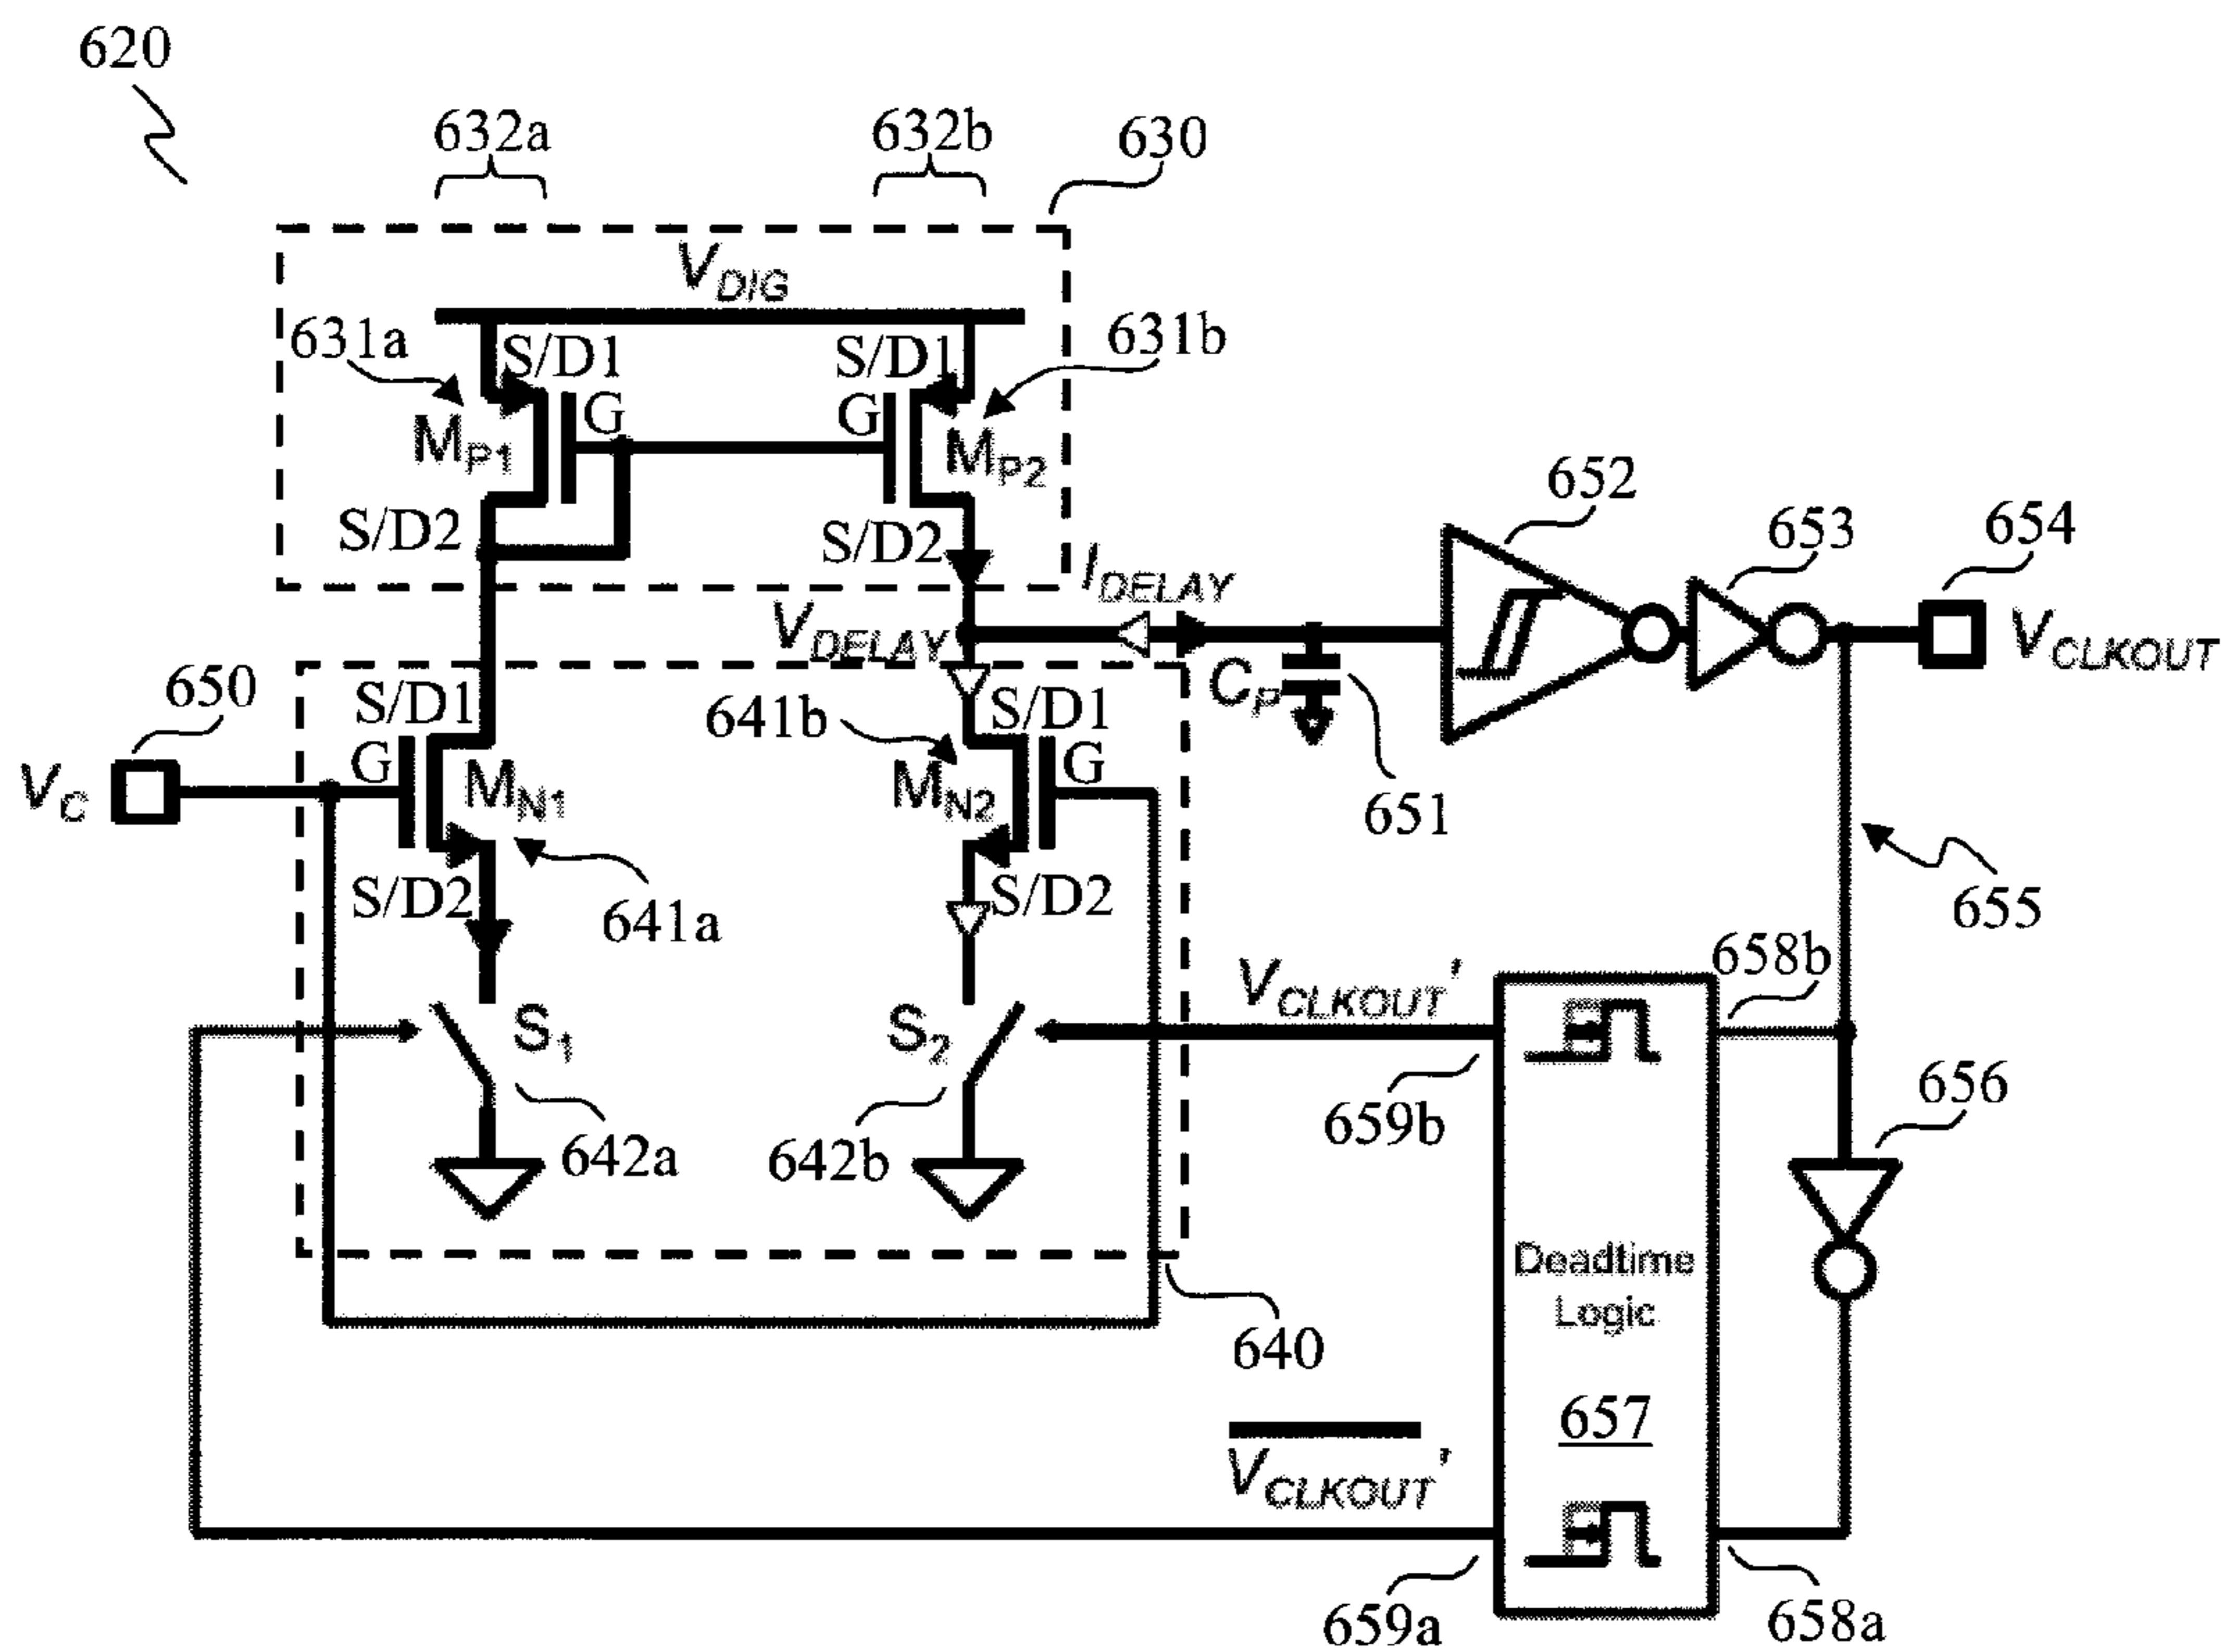 620
632a
632b
630
V_DIG
631a
S/D1
S/D1
631b
G
G
M_P1
M_P2
S/D2
S/D2
652
653
654
I_DELAY
V_DELAY
V_CLKOUT
650
S/D1
641b
S/D1
C_P
V_C
G
M_N1
M_N2
G
651
S/D2
641a
S/D2
655
V_CLKOUT'
658b
S_1
S_2
656
659b
642a
642b
Deadtime
Logic
640
657
V̅_CLKOUT'
659a
658a